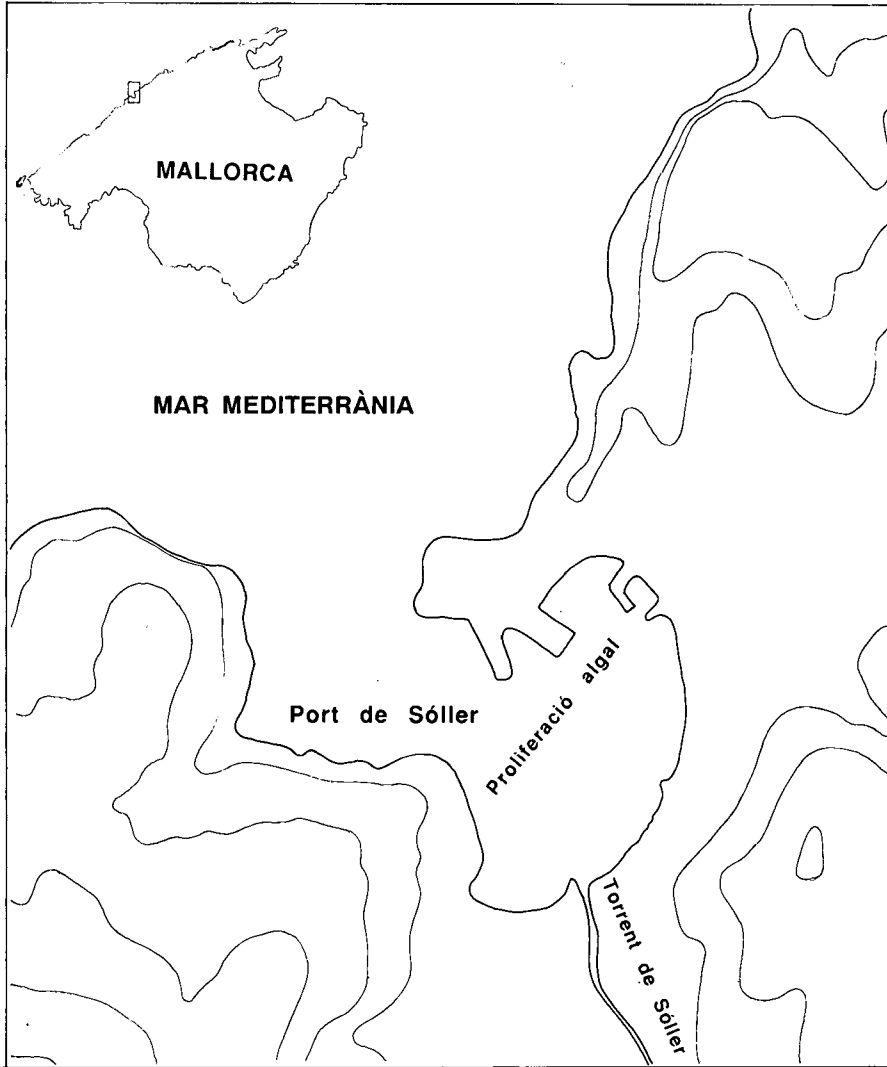 MALLORCA
MAR MEDITERRÀNIA
Port de Sóller
Proliferació algal
Torrent de Sóller